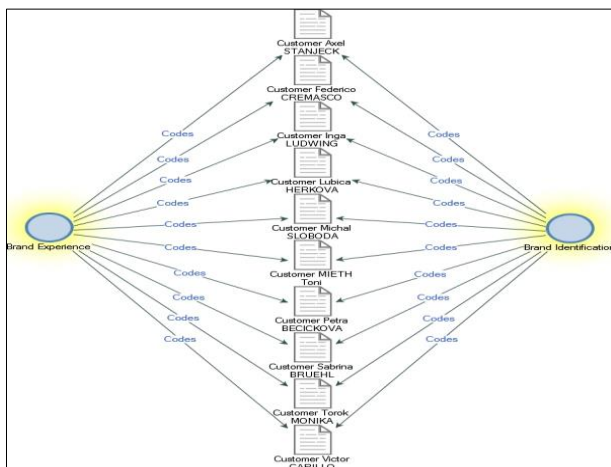 Customer Axel
STANJECK
Customer Federico
CREMASCO
Codes
Codes
Customer Inga
LUDWING
Codes
Codes
Codes
Codes
Customer Lubica
HERKOVA
Codes
Codes
Codes
Codes
Customer Michal
SLOBODA
Brand Experience
Brand Identification
Codes
Codes
Customer MIETH
Toni
Codes
Codes
Customer Petra
BECICKOVA
Codes
Codes
Codes
Codes
Customer Sabrina
BRUEHL
Codes
Codes
Customer Torok
MONIKA
Customer Victor